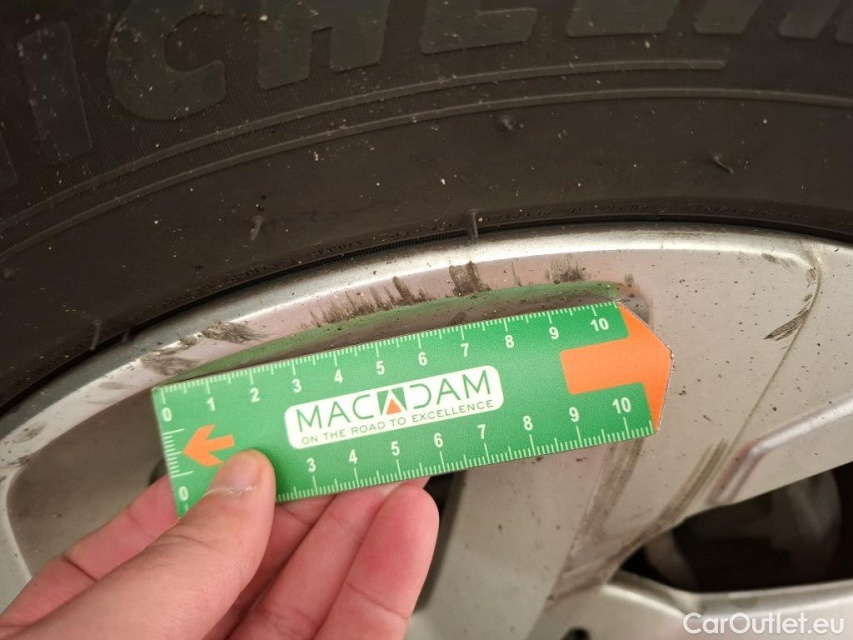 ICHELIN
0 1 2 3 4 5 6 7 8 9 10
MACADAM
ON THE ROAD TO EXCELLENCE
0 3 4 5 6 7 8 9 10
CarOutlet.eu